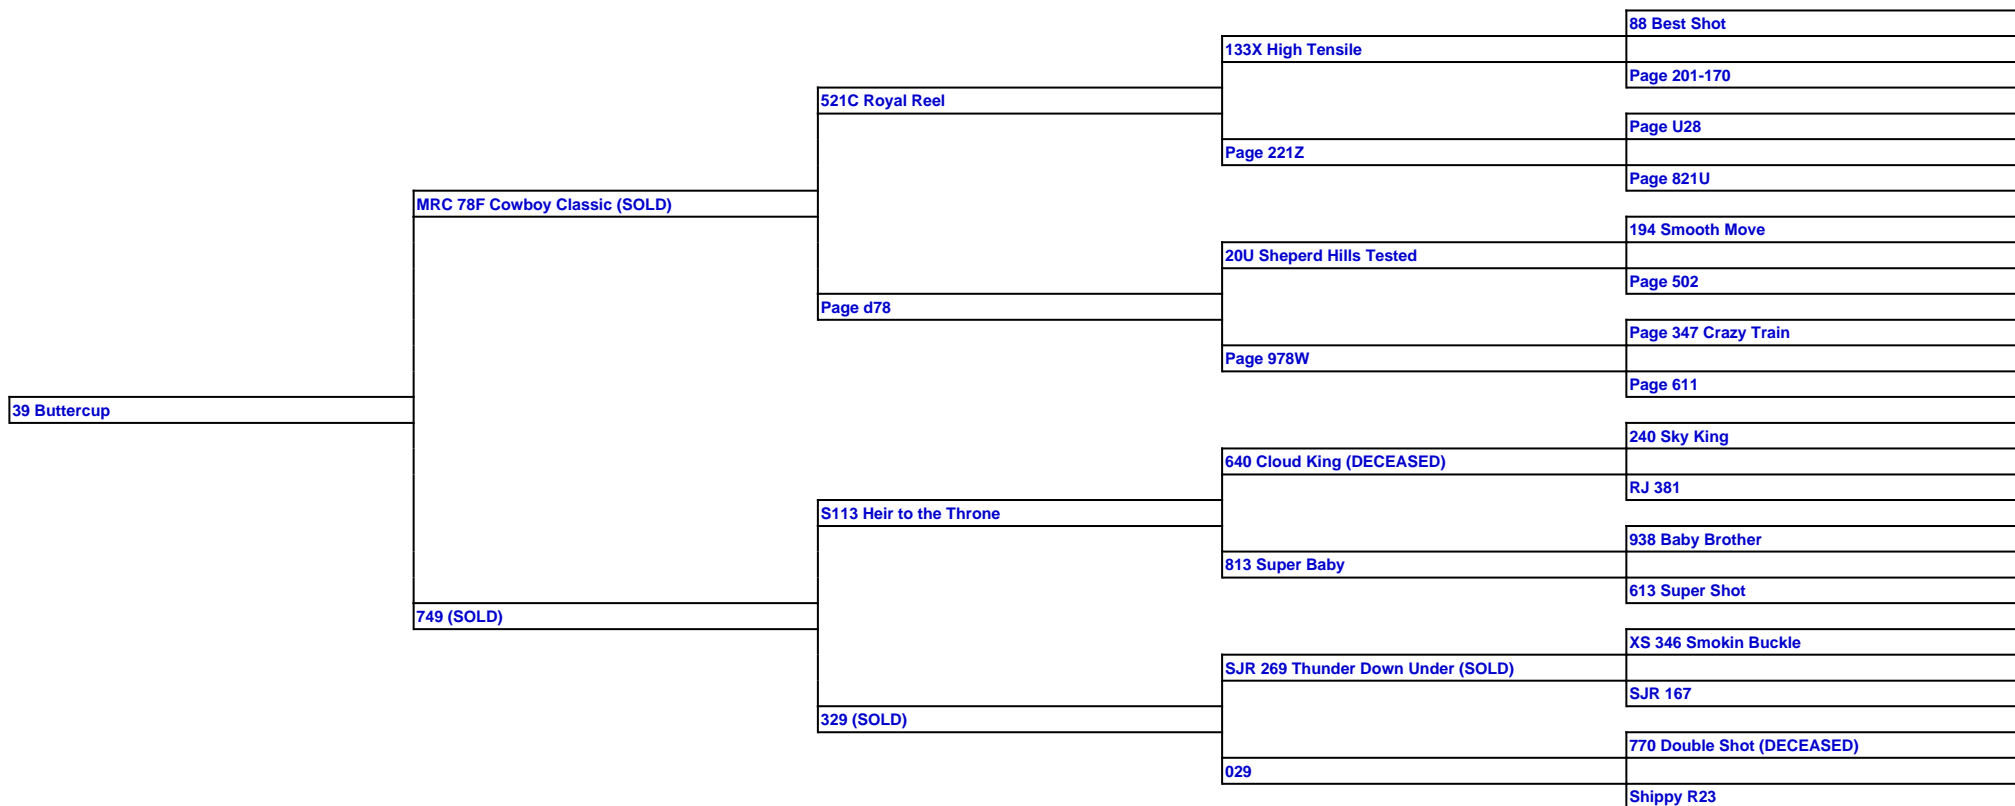 88 Best Shot
133X High Tensile
Page 201-170
521C Royal Reel
Page U28
Page 221Z
Page 821U
MRC 78F Cowboy Classic (SOLD)
194 Smooth Move
20U Sheperd Hills Tested
Page 502
Page d78
Page 347 Crazy Train
Page 978W
Page 611
39 Buttercup
240 Sky King
640 Cloud King (DECEASED)
RJ 381
S113 Heir to the Throne
938 Baby Brother
813 Super Baby
613 Super Shot
749 (SOLD)
XS 346 Smokin Buckle
SJR 269 Thunder Down Under (SOLD)
SJR 167
329 (SOLD)
770 Double Shot (DECEASED)
029
Shippy R23